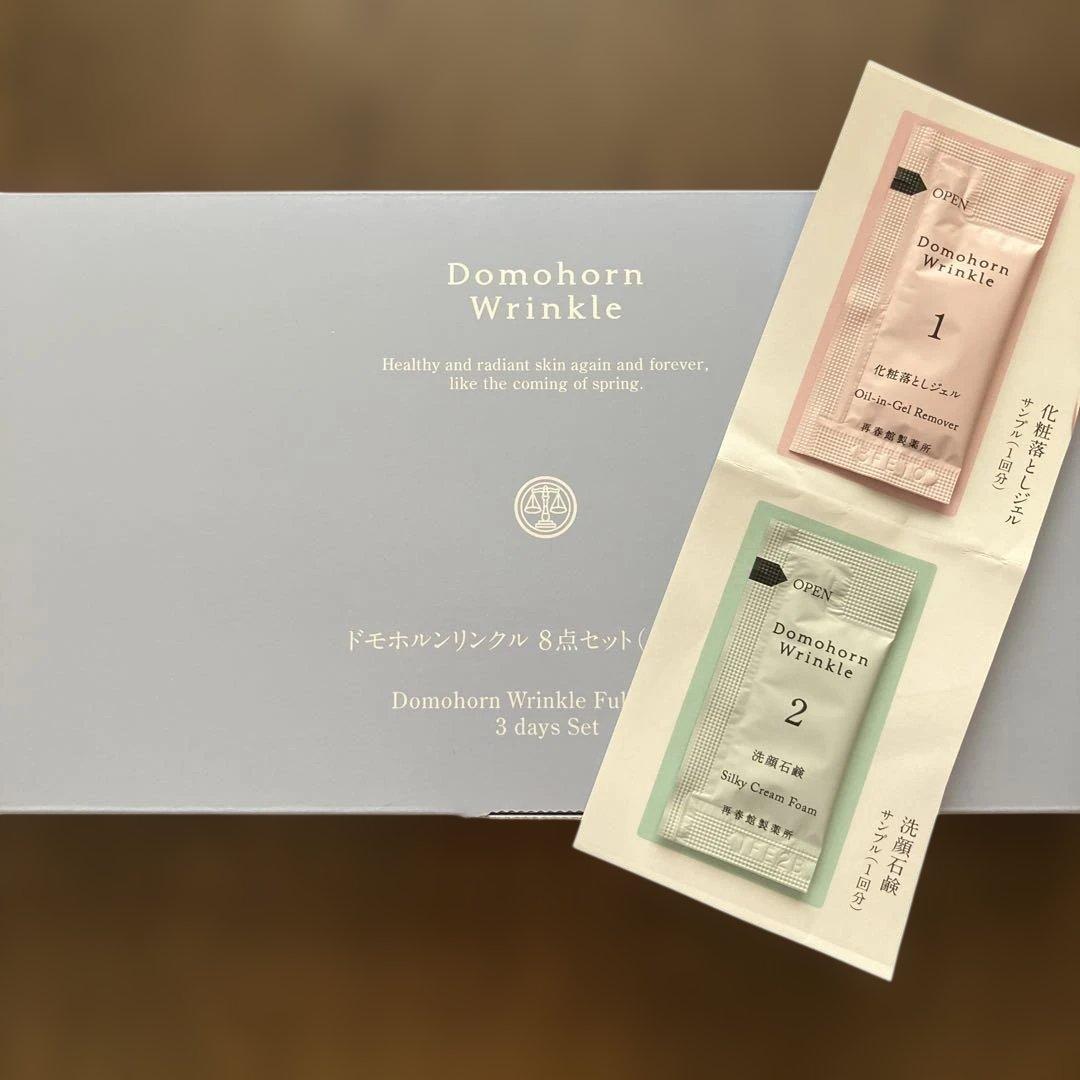 Domohorn
Wrinkle
Healthy and radiant skin again and forever,
like the coming of spring.
ドモホルンリンクル 8点セット(
Domohorn Wrinkle Ful
3 days Set
OPEN
Domohorn
Wrinkle
1
化粧落としジェル
Oil-in-Gel Remover
再春館製薬所
化粧落としジェル
サンプル(1回分)
OPEN
Domohorn
Wrinkle
2
洗顔石鹸
Silky Cream Foam
再春館製薬所
洗顔石鹸
サンプル(1回分)